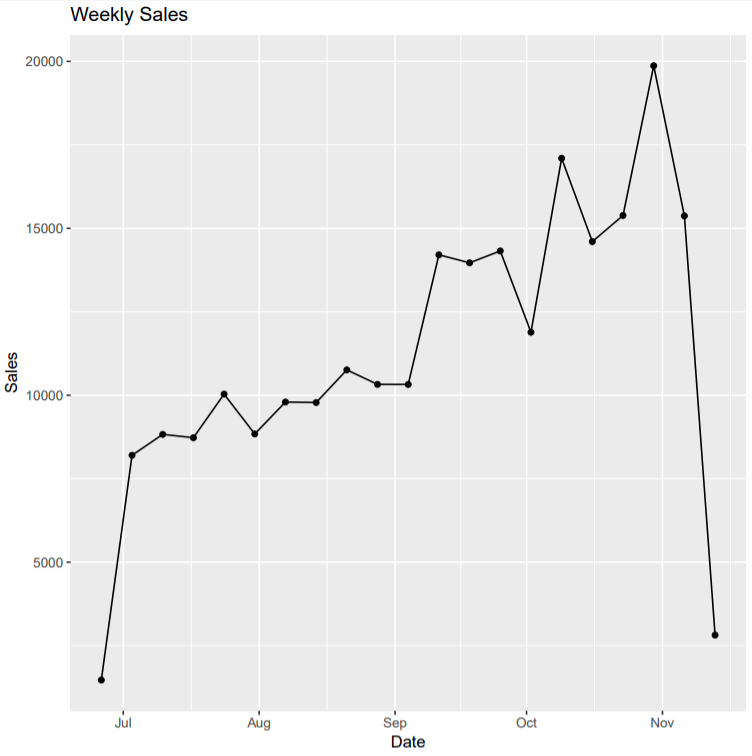 Weekly Sales
20000
15000
10000
5000
Sales
Jul Aug Sep Oct Nov
Date